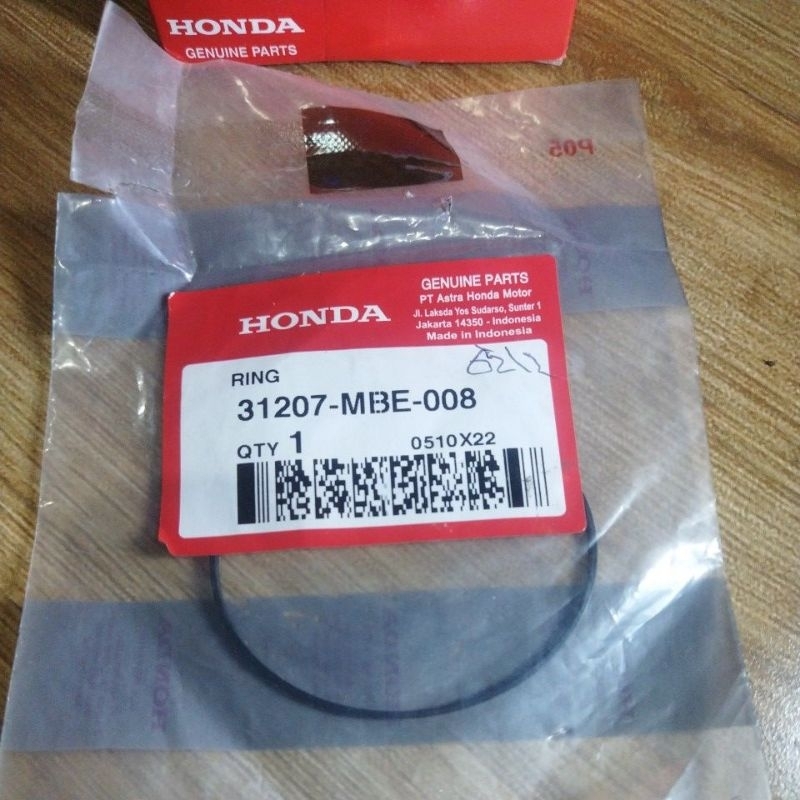 HONDA
GENUINE PARTS
P05
HONDA
GENUINE PARTS
PT Astra Honda Motor
Jl. Laksda Yos Sudarso, Sunter 1
Jakarta 14350 - Indonesia
Made in Indonesia
RING
31207-MBE-008
QTY 1
0510X22
HONDA